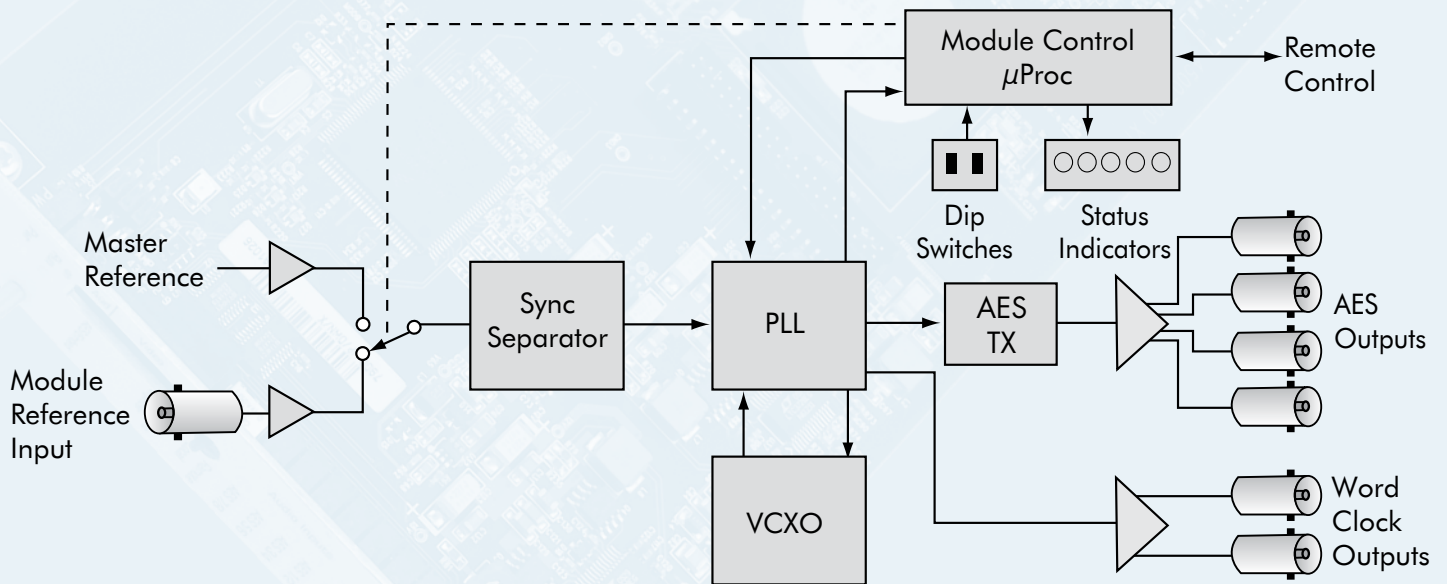 Module Control
µProc
Remote
Control
Dip
Switches
Status
Indicators
Master
Reference
Sync
Separator
PLL
AES
TX
AES
Outputs
Module
Reference
Input
VCXO
Word
Clock
Outputs